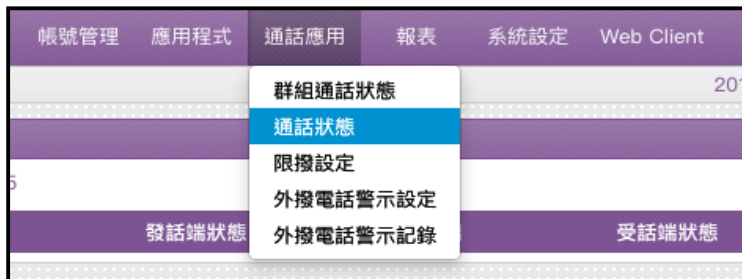 帳號管理 應用程式 通話應用 報表 系統設定 Web Client
群組通話狀態
201
通話狀態
限撥設定
5
外撥電話警示設定
發話端狀態 外撥電話警示記錄 受話端狀態